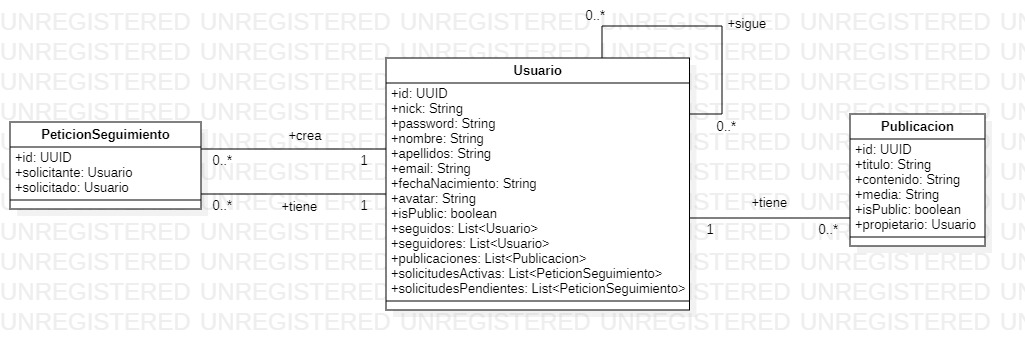 0..*
+sigue
0..*
Usuario
+id: UUID
+nick: String
+password: String
+nombre: String
+apellidos: String
+email: String
+fechaNacimiento: String
+avatar: String
+isPublic: boolean
+seguidos: List<Usuario>
+seguidores: List<Usuario>
+publicaciones: List<Publicacion>
+solicitudesActivas: List<PeticionSeguimiento>
+solicitudesPendientes: List<PeticionSeguimiento>
PeticionSeguimiento
+id: UUID
+solicitante: Usuario
+solicitado: Usuario
+crea
0..*
1
+tiene
0..*
1
Publicacion
+id: UUID
+titulo: String
+contenido: String
+media: String
+isPublic: boolean
+propietario: Usuario
+tiene
1
0..*
UNREGISTERED UNREGISTERED UNREGISTERED UNREGISTERED UNREGISTERED